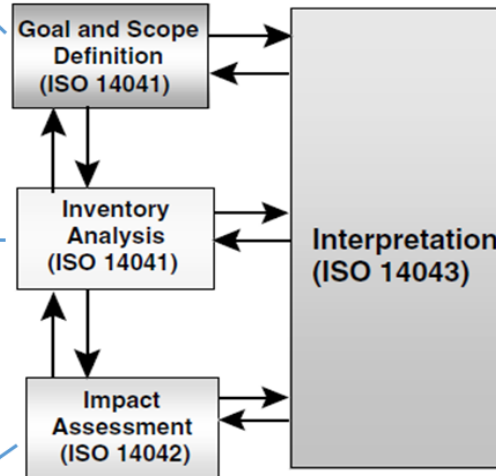 Goal and Scope
Definition
(ISO 14041)
Inventory
Analysis
(ISO 14041)
Impact
Assessment
(ISO 14042)
Interpretation
(ISO 14043)